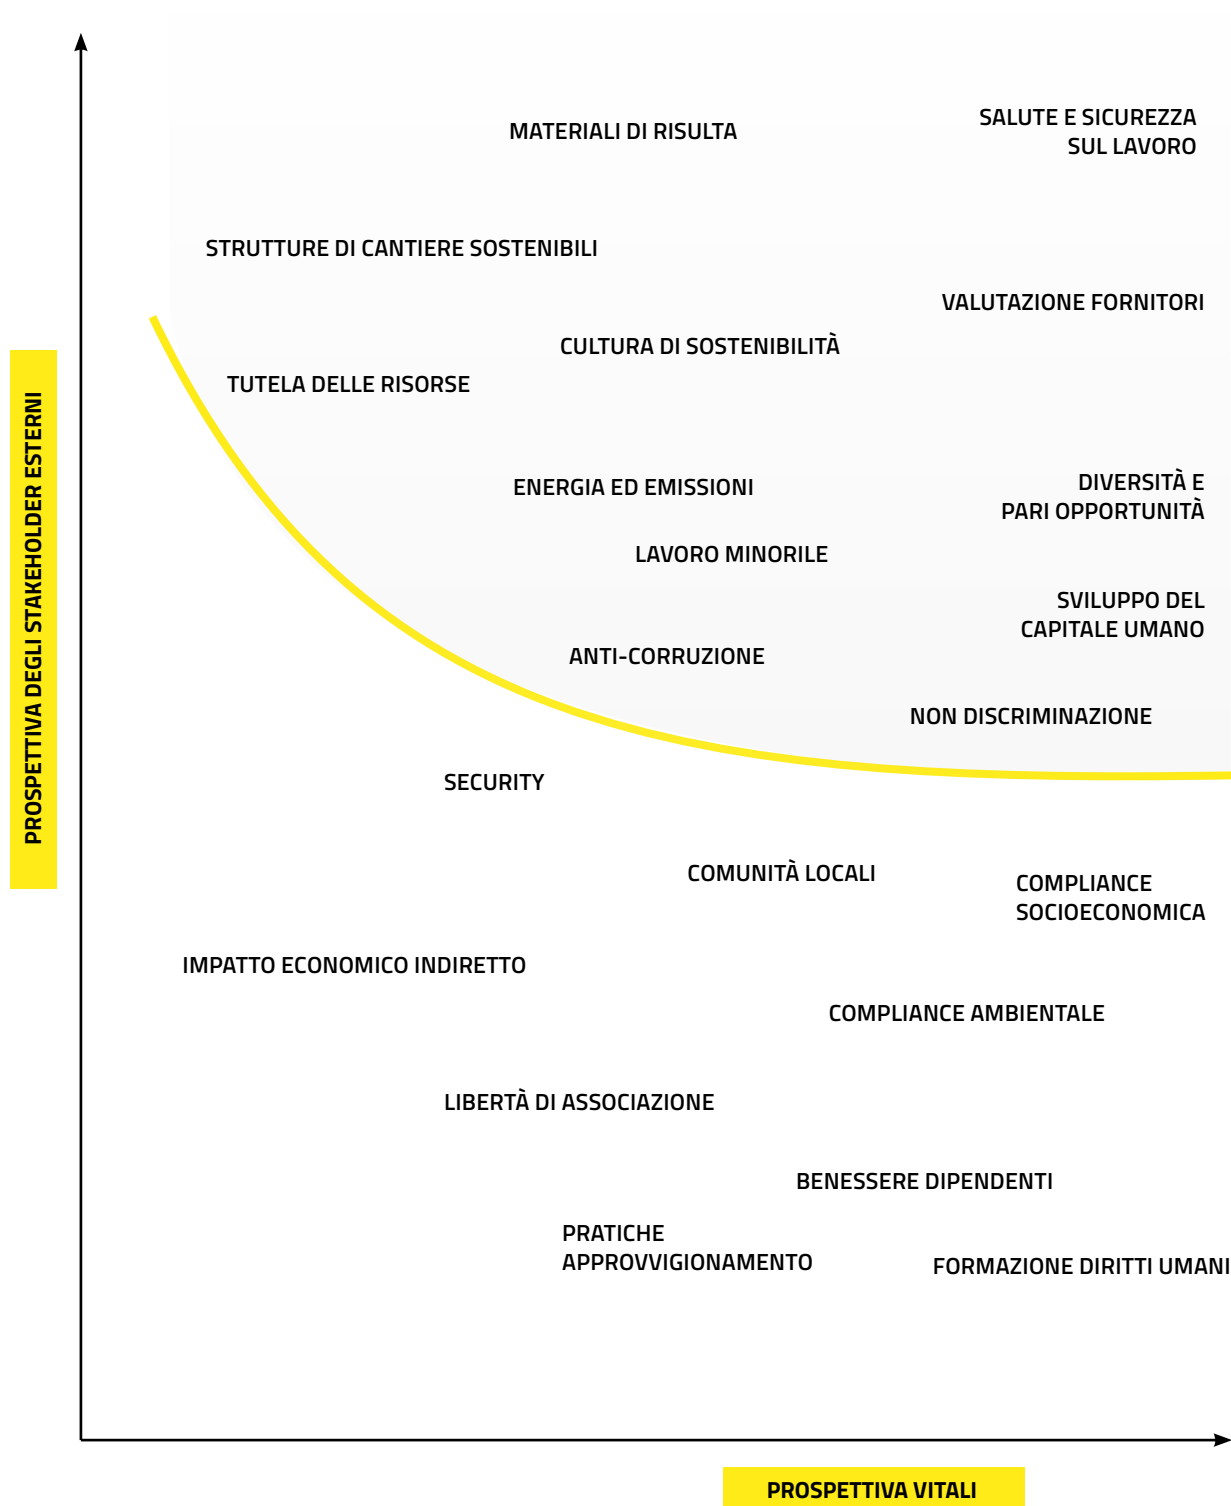 MATERIALI DI RISULTA
SALUTE E SICUREZZA
SUL LAVORO
STRUTTURE DI CANTIERE SOSTENIBILI
VALUTAZIONE FORNITORI
CULTURA DI SOSTENIBILITÀ
TUTELA DELLE RISORSE
ENERGIA ED EMISSIONI
DIVERSITÀ E
PARI OPPORTUNITÀ
LAVORO MINORILE
SVILUPPO DEL
CAPITALE UMANO
ANTI-CORRUZIONE
NON DISCRIMINAZIONE
PROSPETTIVA DEGLI STAKEHOLDER ESTERNI
SECURITY
COMUNITÀ LOCALI
COMPLIANCE
SOCIOECONOMICA
IMPATTO ECONOMICO INDIRETTO
COMPLIANCE AMBIENTALE
LIBERTÀ DI ASSOCIAZIONE
BENESSERE DIPENDENTI
PRATICHE
APPROVVIGIONAMENTO
FORMAZIONE DIRITTI UMANI
PROSPETTIVA VITALI